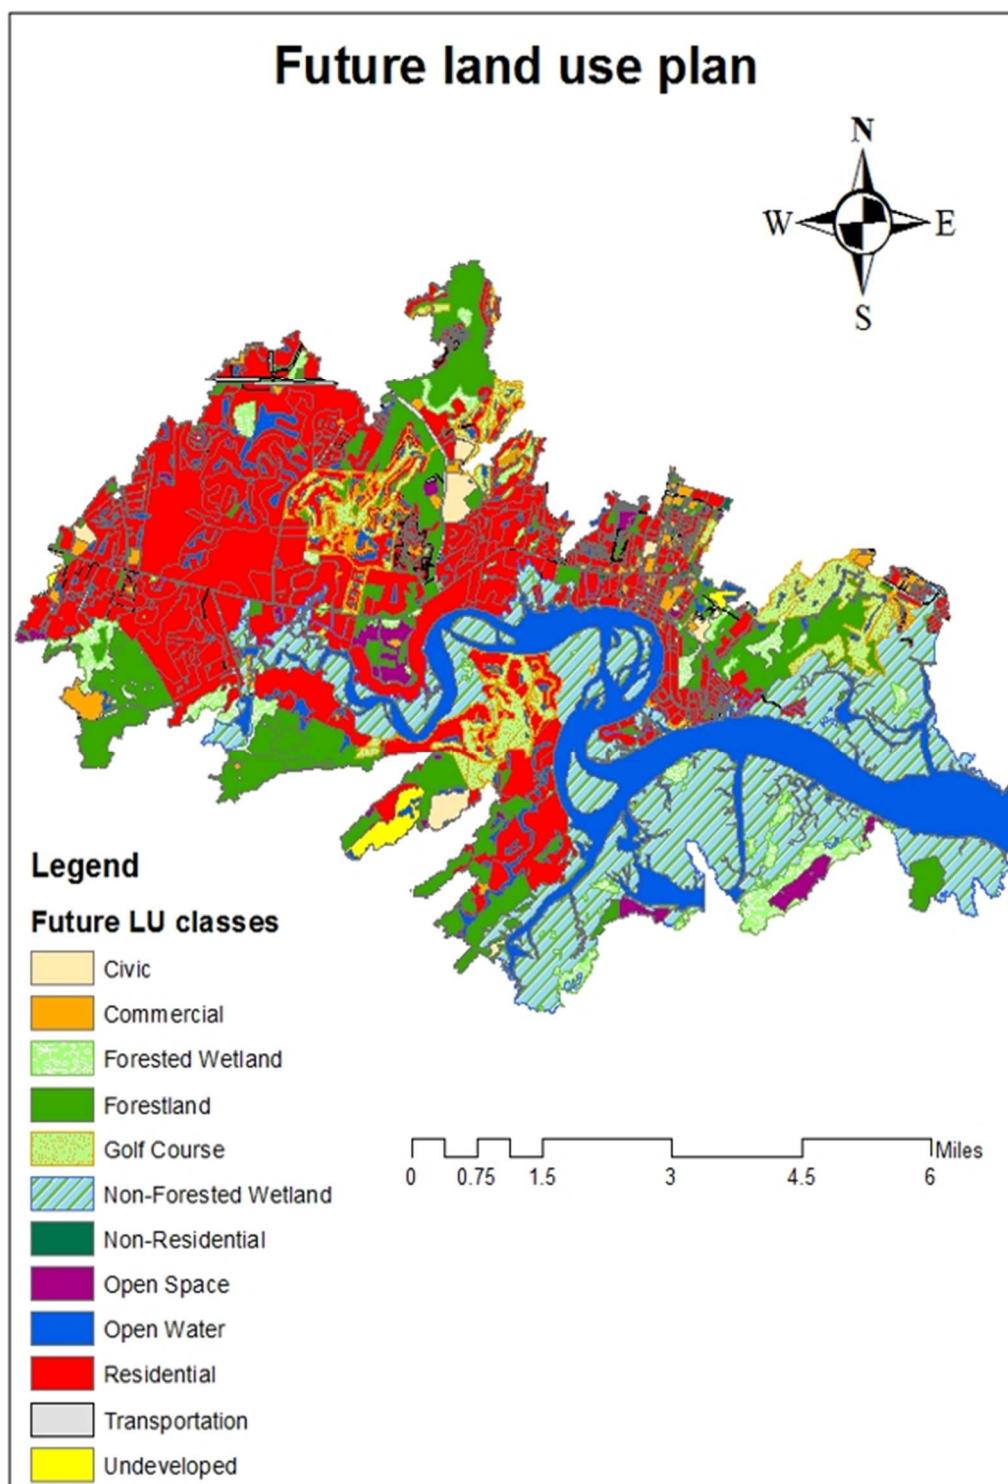 Future land use plan
N
W
E
S
Legend
Future LU classes
Civic
Commercial
Forested Wetland
Forestland
Golf Course
Non-Forested Wetland
Non-Residential
Open Space
Open Water
Residential
Transportation
Undeveloped
0 0.75 1.5 3 4.5 6 Miles